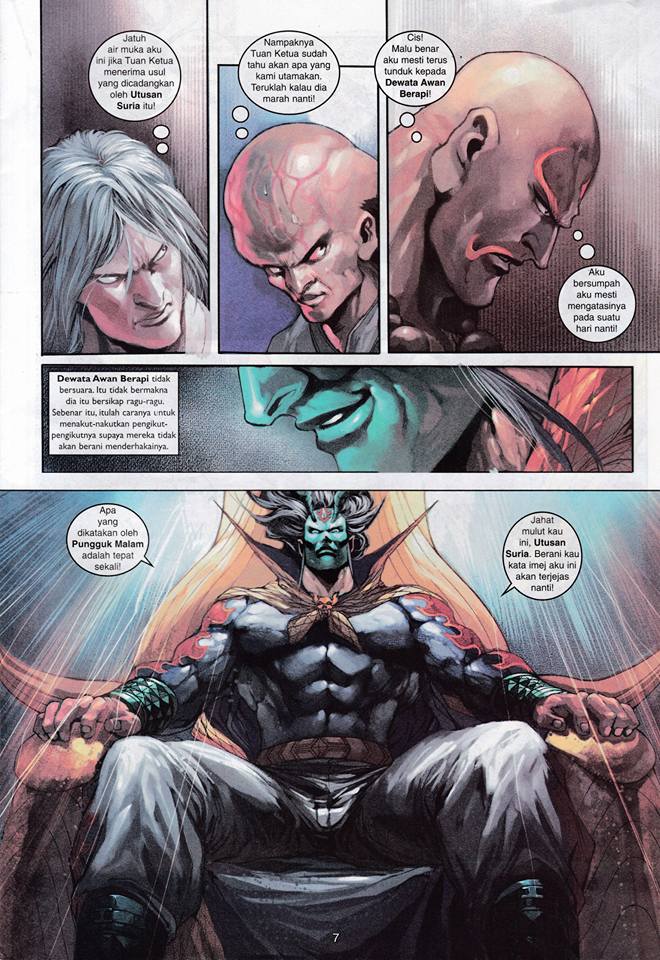 Jatuh
air muka aku
ini jika Tuan Ketua
menerima usul
yang dicadangkan
oleh Utusan
Suria itu!
Nampaknya
Tuan Ketua sudah
tahu akan apa yang
kami utamakan.
Teruklah kalau dia
marah nanti!
Cis!
Malu benar
aku mesti terus
tunduk kepada
Dewata Awan
Berapi!
Aku
bersumpah
aku mesti
mengatasinya
pada suatu
hari nanti!
Dewata Awan Berapi tidak
bersuara. Itu tidak bermakna
dia itu bersikap ragu-ragu.
Sebenar itu, itulah caranya untuk
menakut-nakutkan pengikut-
pengikutnya supaya mereka tidak
akan berani menderhakainya.
Apa
yang
dikatakan oleh
Pungguk Malam
adalah tepat
sekali!
Jahat
mulut kau
ini, Utusan
Suria. Berani kau
kata imej aku ini
akan terjejas
nanti!
7